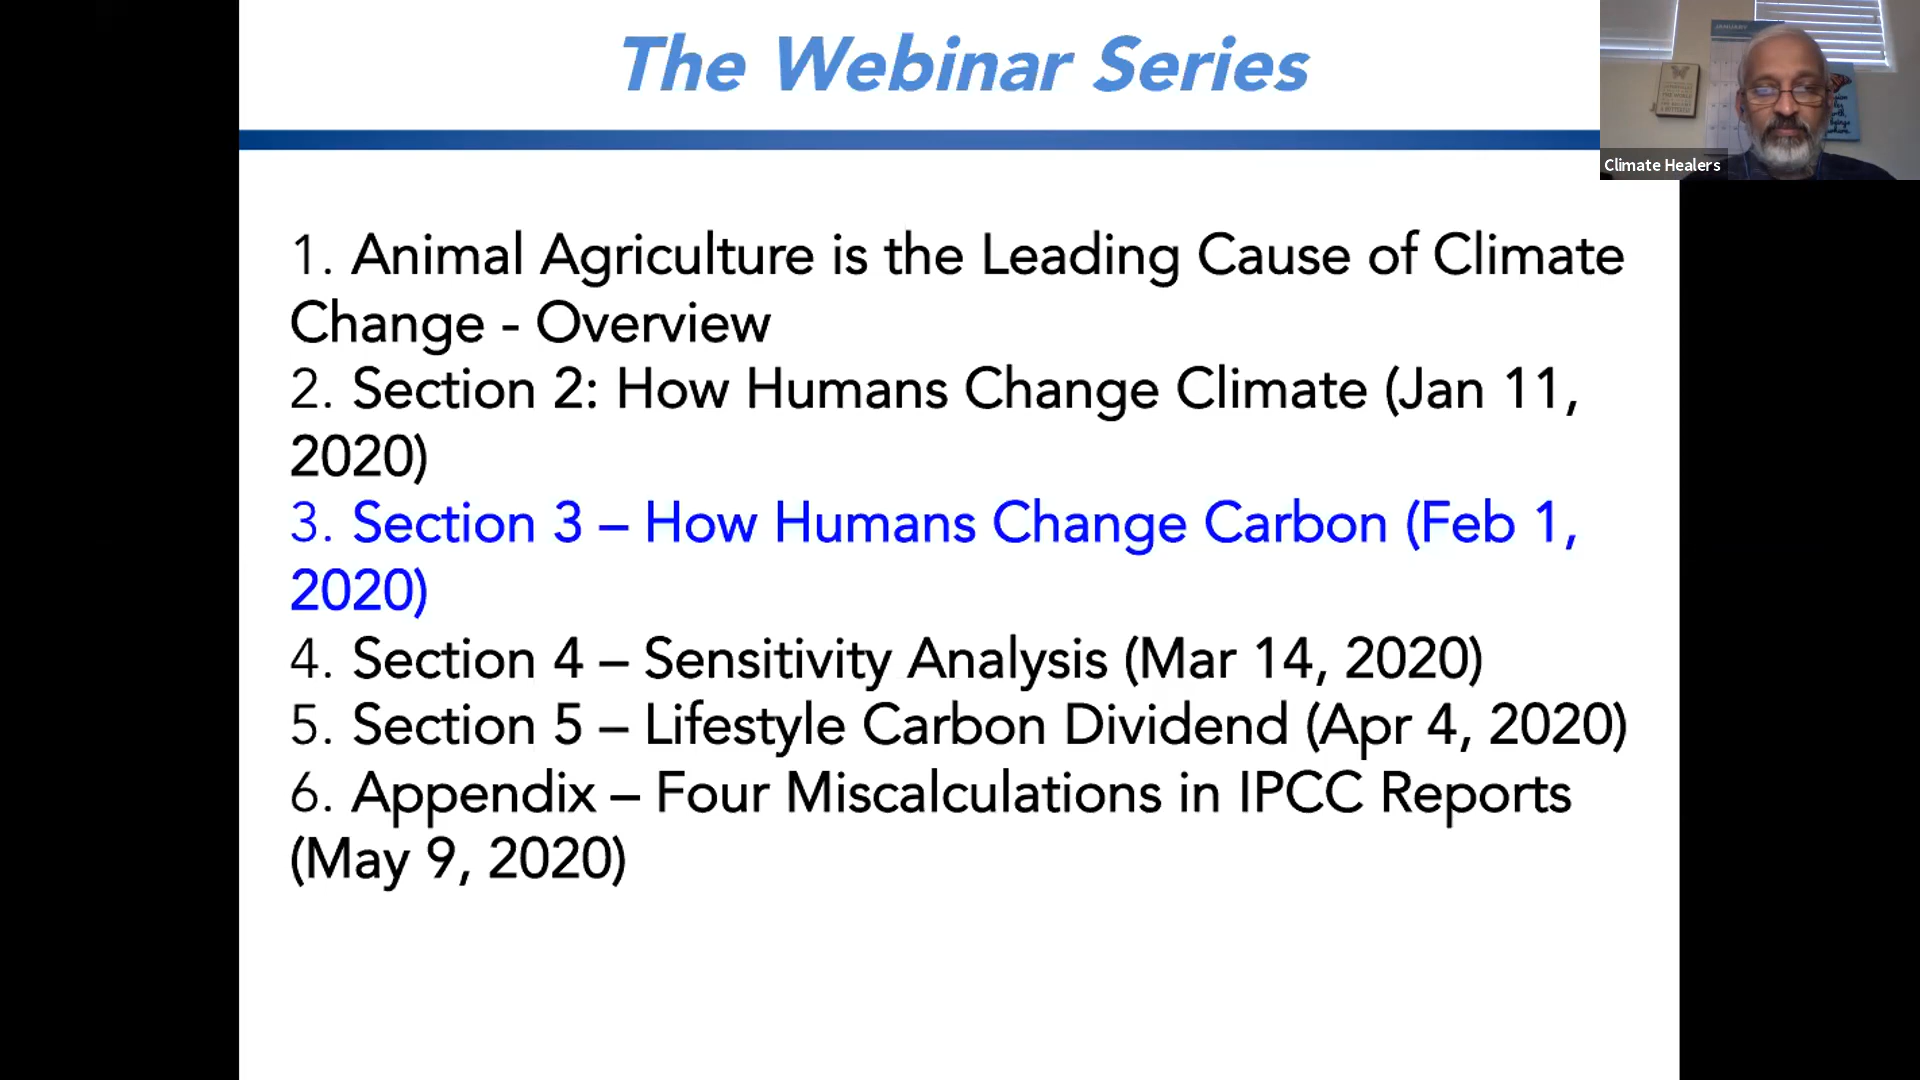 The Webinar Series
JANUARY
Climate Healers
1. Animal Agriculture is the Leading Cause of Climate
Change - Overview
2. Section 2: How Humans Change Climate (Jan 11,
2020)
3. Section 3 – How Humans Change Carbon (Feb 1,
2020)
4. Section 4 – Sensitivity Analysis (Mar 14, 2020)
5. Section 5 – Lifestyle Carbon Dividend (Apr 4, 2020)
6. Appendix – Four Miscalculations in IPCC Reports
(May 9, 2020)